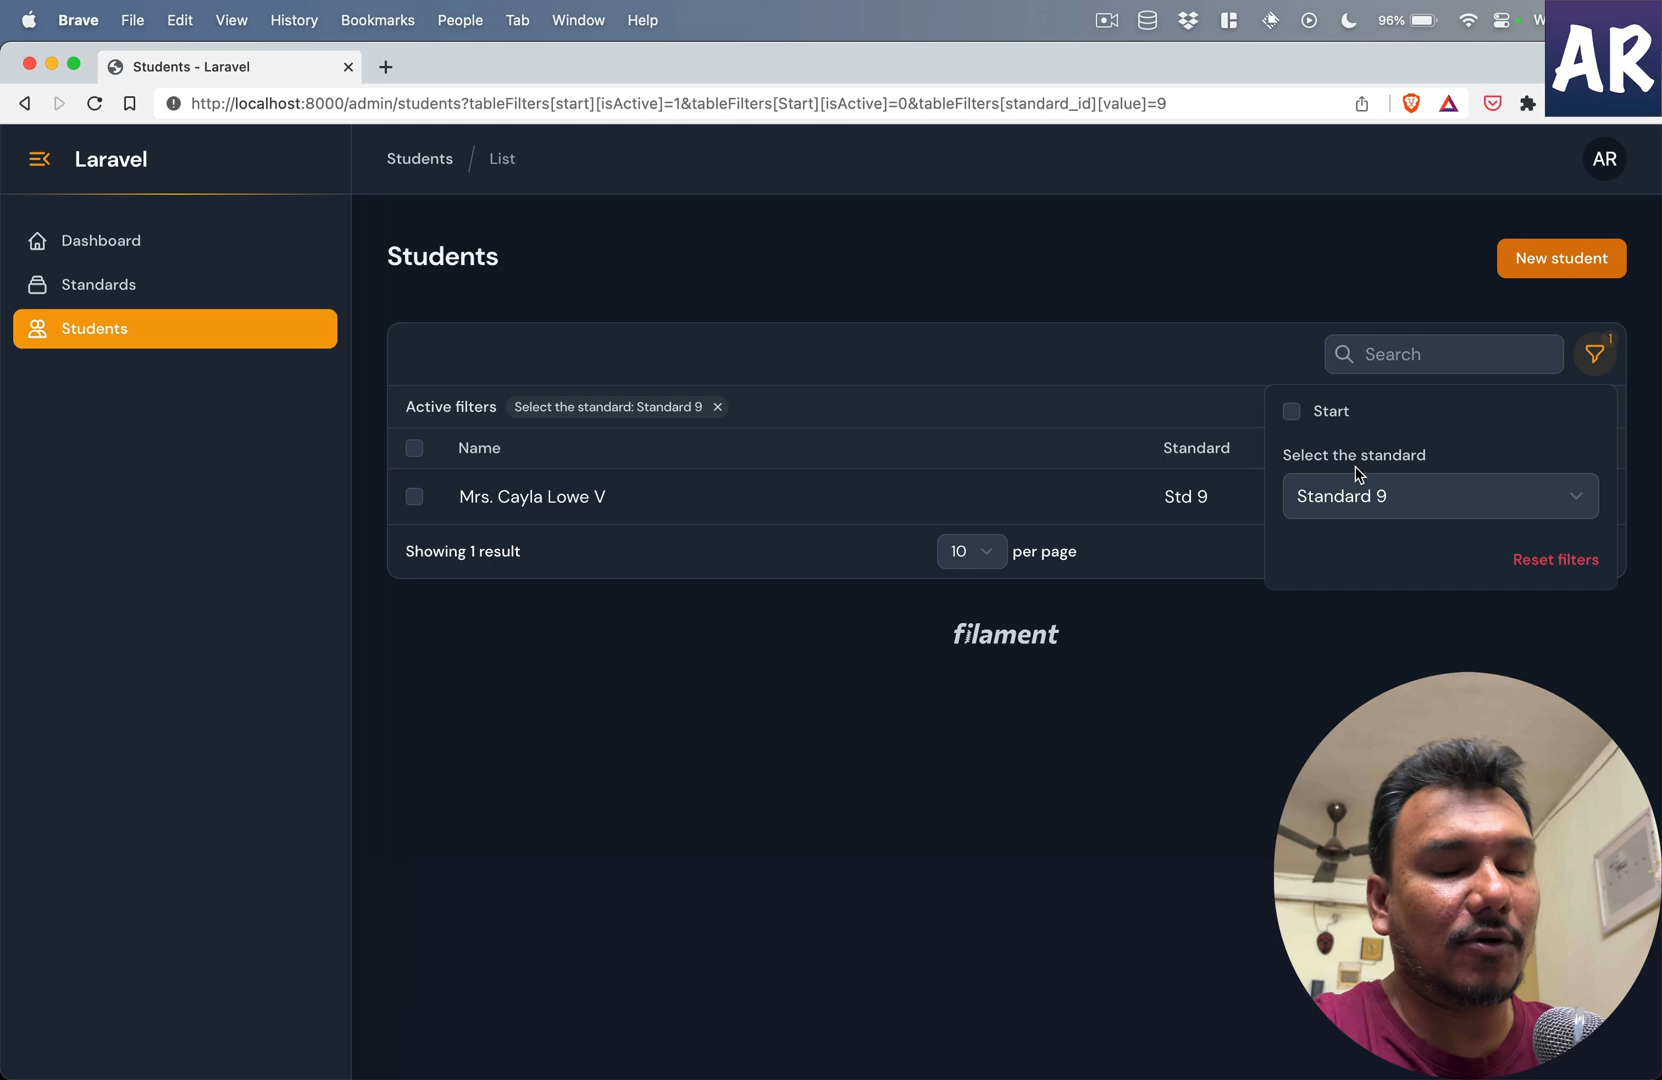 Brave File Edit View History Bookmarks People Tab Window Help 96%
AR
Students - Laravel
http://localhost:8000/admin/students?tableFilters[start][isActive]=1&tableFilters[Start][isActive]=0&tableFilters[standard_id][value]=9
Laravel
Students / List
AR
Dashboard
Standards
Students
Students
New student
Search
1
Active filters Select the standard: Standard 9
Start
Name Standard
Select the standard
Mrs. Cayla Lowe V Std 9
Standard 9
Showing 1 result 10 per page
Reset filters
filament